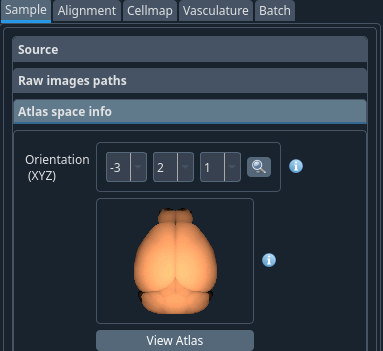 Sample Alignment Cellmap Vasculature Batch
Source
Raw images paths
Atlas space info
Orientation
(XYZ)
-3 2 1
View Atlas